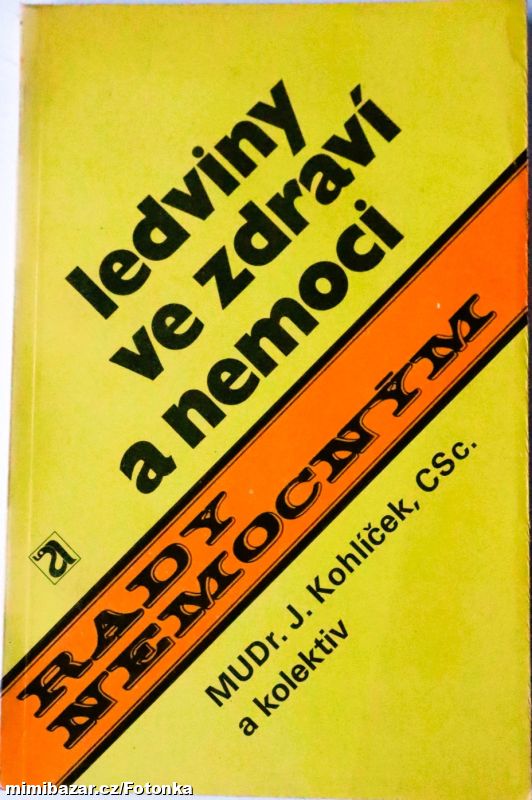 ledviny
ve zdraví
a nemoci
a
RADY
NEMOCNÝM
MUDr. J. Kohlíček, CSc.
a kolektiv
mimibazar.cz/Fotonka